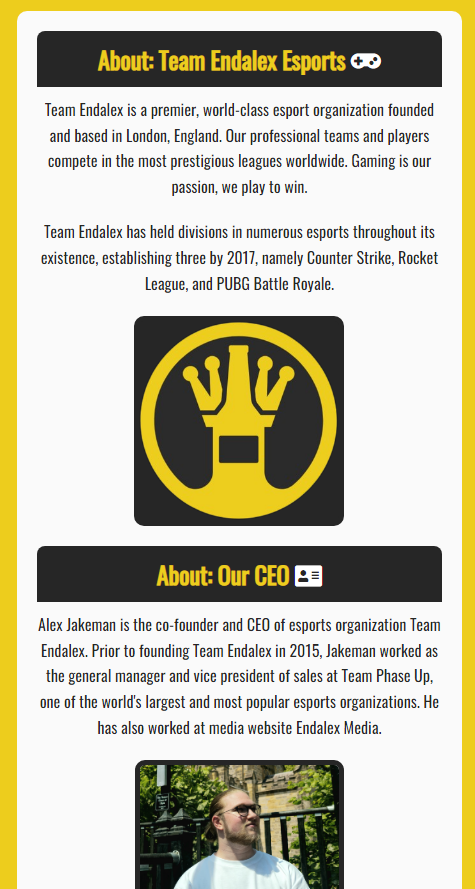 About: Team Endalex Esports
Team Endalex is a premier, world-class esport organization founded
and based in London, England. Our professional teams and players
compete in the most prestigious leagues worldwide. Gaming is our
passion, we play to win.
Team Endalex has held divisions in numerous esports throughout its
existence, establishing three by 2017, namely Counter Strike, Rocket
League, and PUBG Battle Royale.
About: Our CEO
Alex Jakeman is the co-founder and CEO of esports organization Team
Endalex. Prior to founding Team Endalex in 2015, Jakeman worked as
the general manager and vice president of sales at Team Phase Up,
one of the world's largest and most popular esports organizations. He
has also worked at media website Endalex Media.